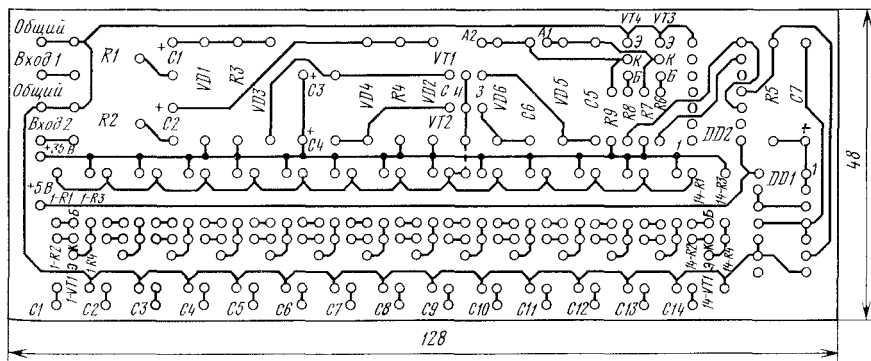 Общий
Вход 1
Общий
Вход 2
+35 В
+5 В
R1
R2
+ C1
+ C2
VD1
R3
VD3
+ C3
+ C4
VD4
R4
VD2
VT1
С И З
VT2
A2
A1
VD6
C6
VD5
C5
R9
R8
R7
R6
VT4 VT3
Э Э
К К
Б Б
1
DD2
R5
C7
+
DD1
1
1-R1 1-R3
14-R1
14-R3
1-R2
1-VT1
1-R4
Б
К
Э
14-R2
14-VT1
14-R4
Б
К
Э
C1 C2 C3 C4 C5 C6 C7 C8 C9 C10 C11 C12 C13 C14
128
48